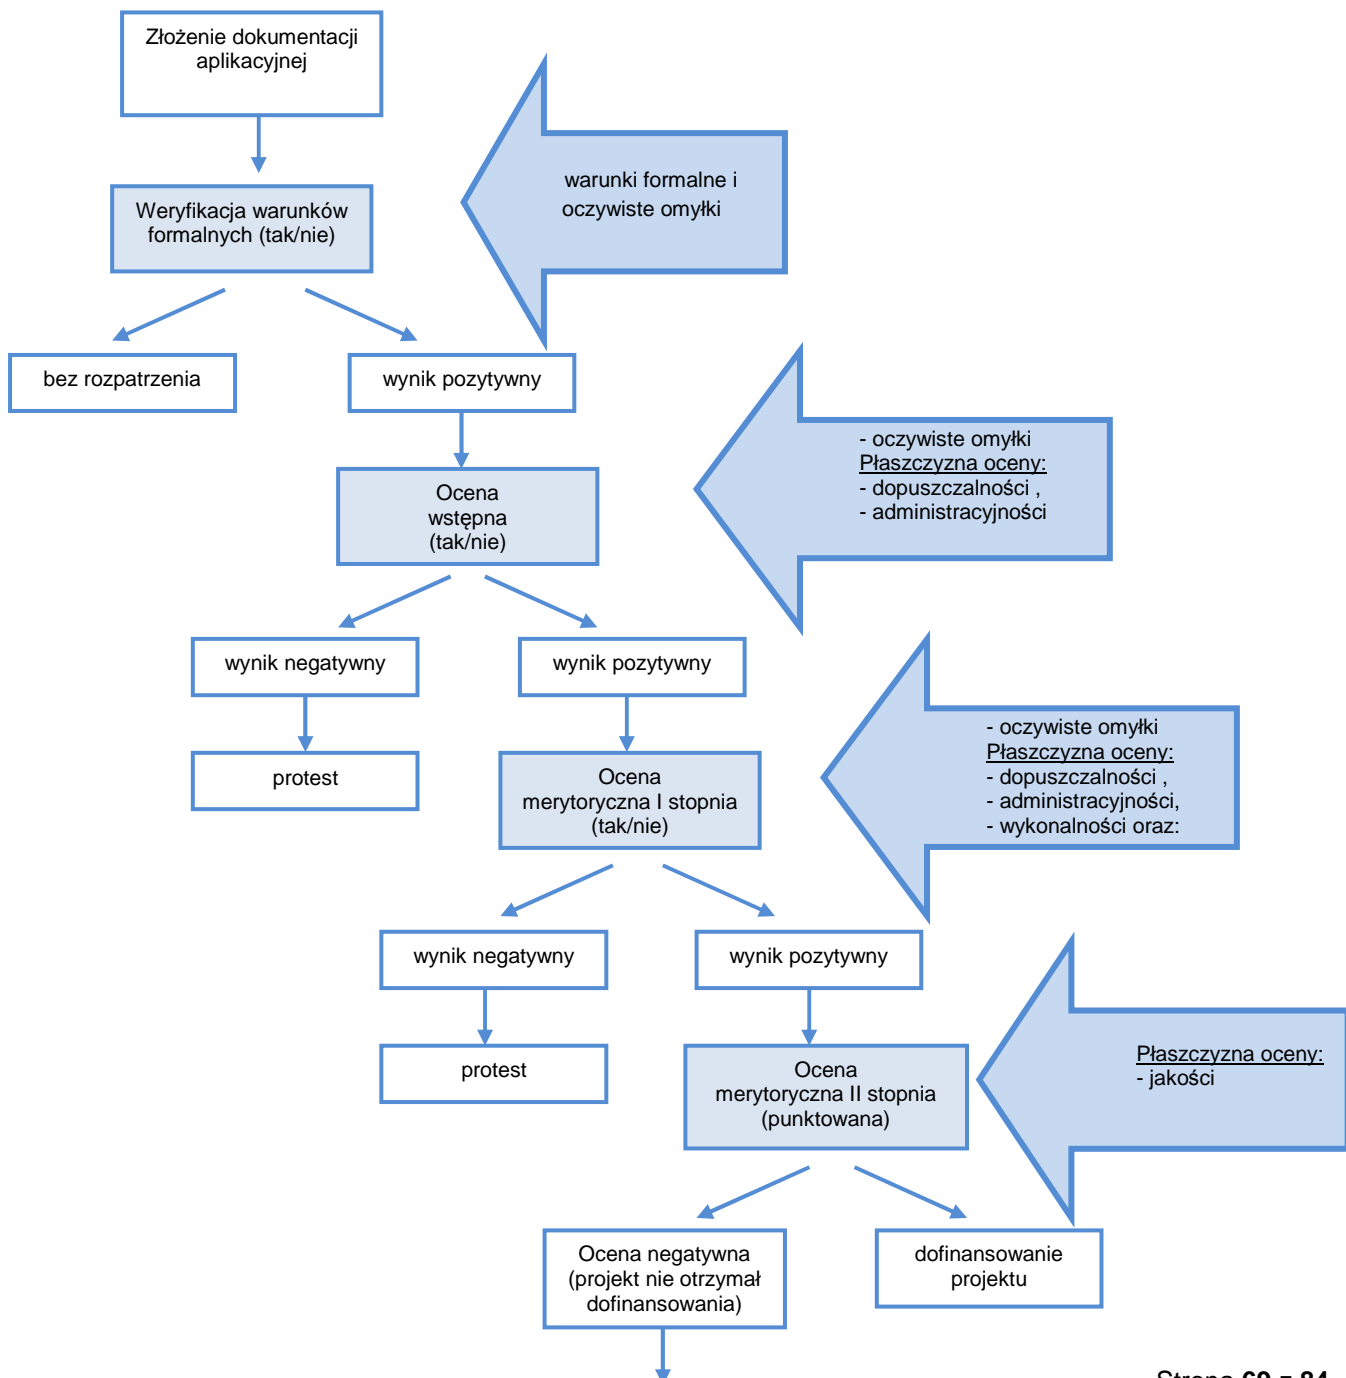 Złożenie dokumentacji
aplikacyjnej
warunki formalne i
oczywiste omyłki
Weryfikacja warunków
formalnych (tak/nie)
bez rozpatrzenia
wynik pozytywny
- oczywiste omyłki
Płaszczyzna oceny:
- dopuszczalności ,
- administracyjności
Ocena
wstępna
(tak/nie)
wynik negatywny
wynik pozytywny
- oczywiste omyłki
Płaszczyzna oceny:
- dopuszczalności ,
- administracyjności,
- wykonalności oraz:
protest
Ocena
merytoryczna I stopnia
(tak/nie)
wynik negatywny
wynik pozytywny
Płaszczyzna oceny:
- jakości
protest
Ocena
merytoryczna II stopnia
(punktowana)
Ocena negatywna
(projekt nie otrzymał
dofinansowania)
dofinansowanie
projektu
Strona 69 z 84